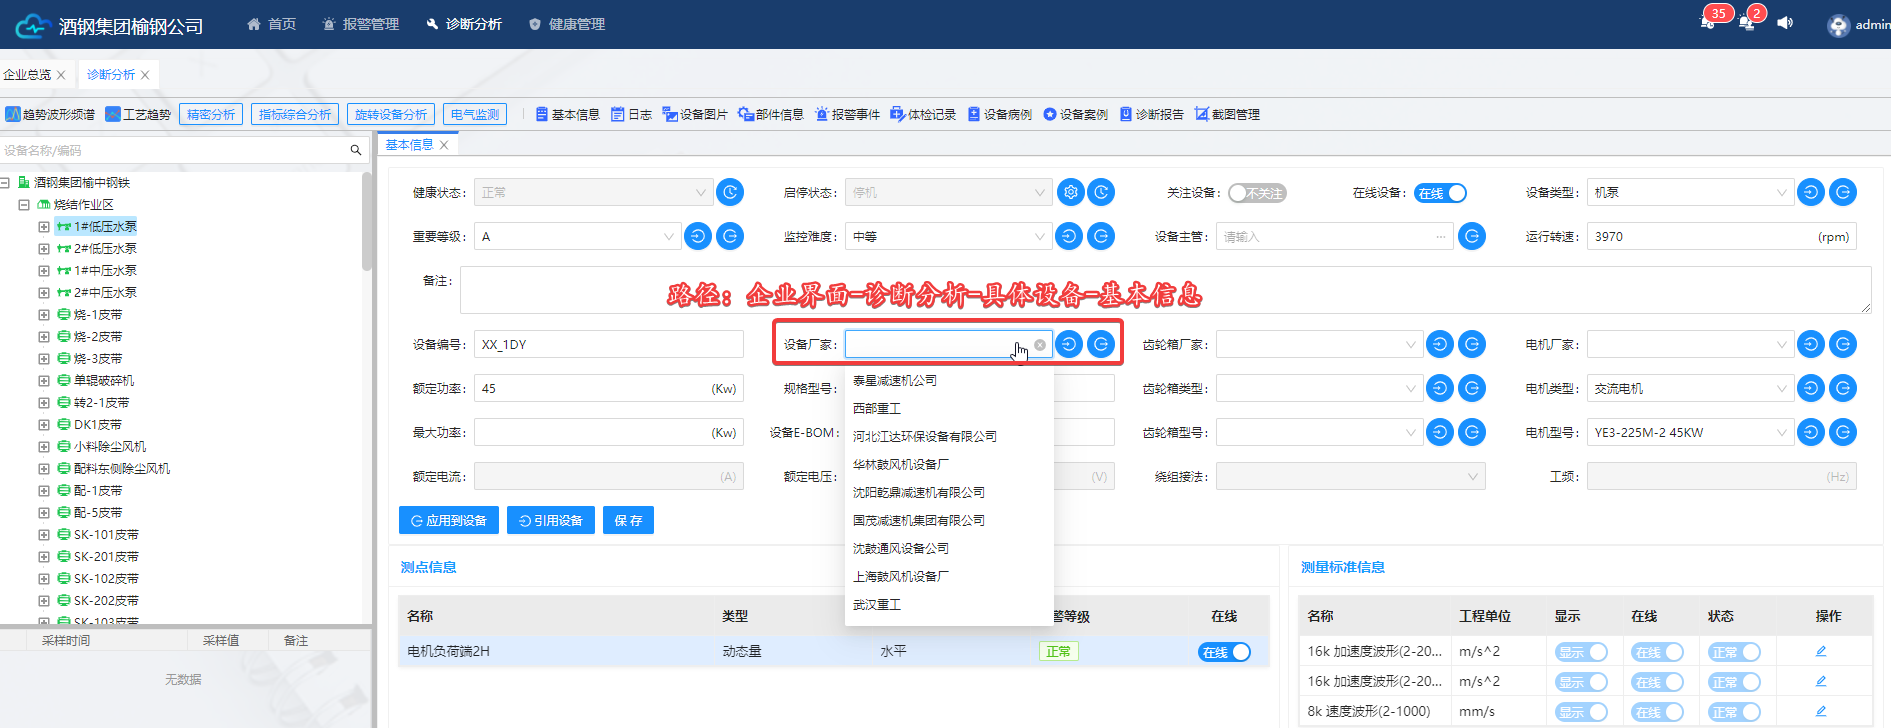 酒钢集团榆钢公司 首页 报警管理 诊断分析 健康管理 35 2 admin
企业总览 诊断分析
趋势波形频谱 工艺趋势 精密分析 指标综合分析 旋转设备分析 电气监测 基本信息 日志 设备图片 部件信息 报警事件 体检记录 设备病例 设备案例 诊断报告 截图管理
设备名称/编码
酒钢集团榆中钢铁
烧结作业区
1#低压水泵
2#低压水泵
1#中压水泵
2#中压水泵
烧-1皮带
烧-2皮带
烧-3皮带
单辊破碎机
转2-1皮带
DK1皮带
小料除尘风机
配料东侧除尘风机
配-1皮带
配-5皮带
SK-101皮带
SK-201皮带
SK-102皮带
SK-202皮带
SK-103皮带
采样时间 采样值 备注
无数据
基本信息
健康状态: 正常 启停状态: 停机 关注设备: 不关注 在线设备: 在线 设备类型: 机泵
重要等级: A 监控难度: 中等 设备主管: 请输入 ... 运行转速: 3970 (rpm)
备注:
路径：企业界面-诊断分析-具体设备-基本信息
设备编号: XX_1DY 设备厂家: 齿轮箱厂家: 电机厂家:
额定功率: 45 (Kw) 规格型号: 齿轮箱类型: 电机类型: 交流电机
最大功率: (Kw) 设备E-BOM: 齿轮箱型号: 电机型号: YE3-225M-2 45KW
额定电流: (A) 额定电压: (V) 绕组接法: 工频: (Hz)
泰星减速机公司
西部重工
河北江达环保设备有限公司
华林鼓风机设备厂
沈阳乾鼎减速机有限公司
国茂减速机集团有限公司
沈鼓通风设备公司
上海鼓风机设备厂
武汉重工
应用到设备 引用设备 保 存
测点信息
名称 类型 警等级 在线
电机负荷端2H 动态量 水平 正常 在线
测量标准信息
名称 工程单位 显示 在线 状态 操作
16k 加速度波形(2-20... m/s^2 显示 在线 正常
16k 加速度波形(2-20... m/s^2 显示 在线 正常
8k 速度波形(2-1000) mm/s 显示 在线 正常